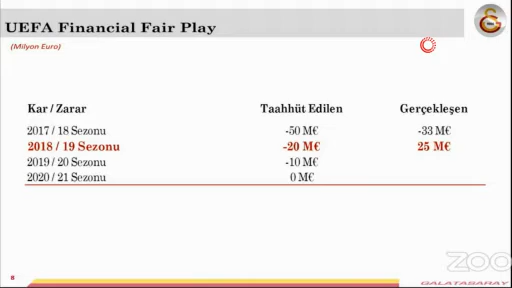 UEFA Financial Fair Play
(Milyon Euro)
Kar / Zarar Taahhüt Edilen Gerçekleşen
2017 / 18 Sezonu -50 M€ -33 M€
2018 / 19 Sezonu -20 M€ 25 M€
2019 / 20 Sezonu -10 M€
2020 / 21 Sezonu 0 M€
ZOO
8
GALATASARAY